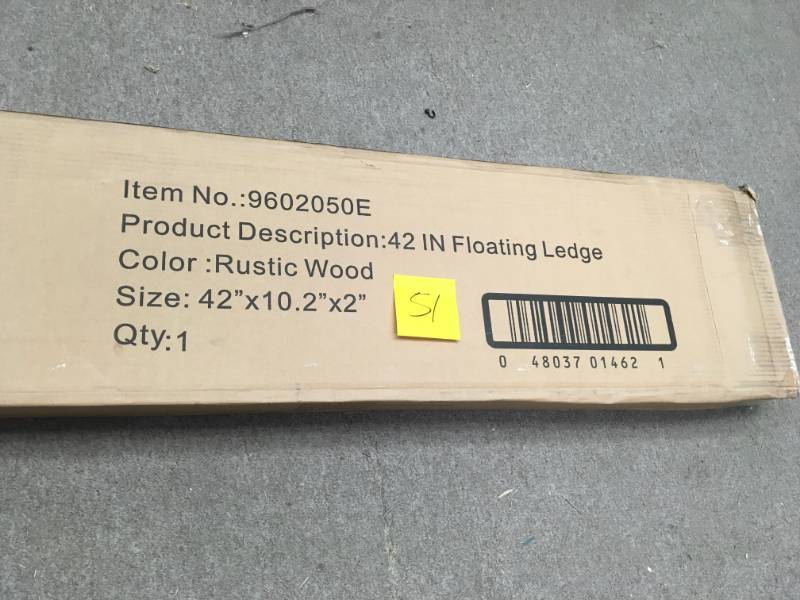 Item No.:9602050E
Product Description:42 IN Floating Ledge
Color :Rustic Wood
Size: 42”x10.2”x2”
Qty:1
51
0 48037 01462 1